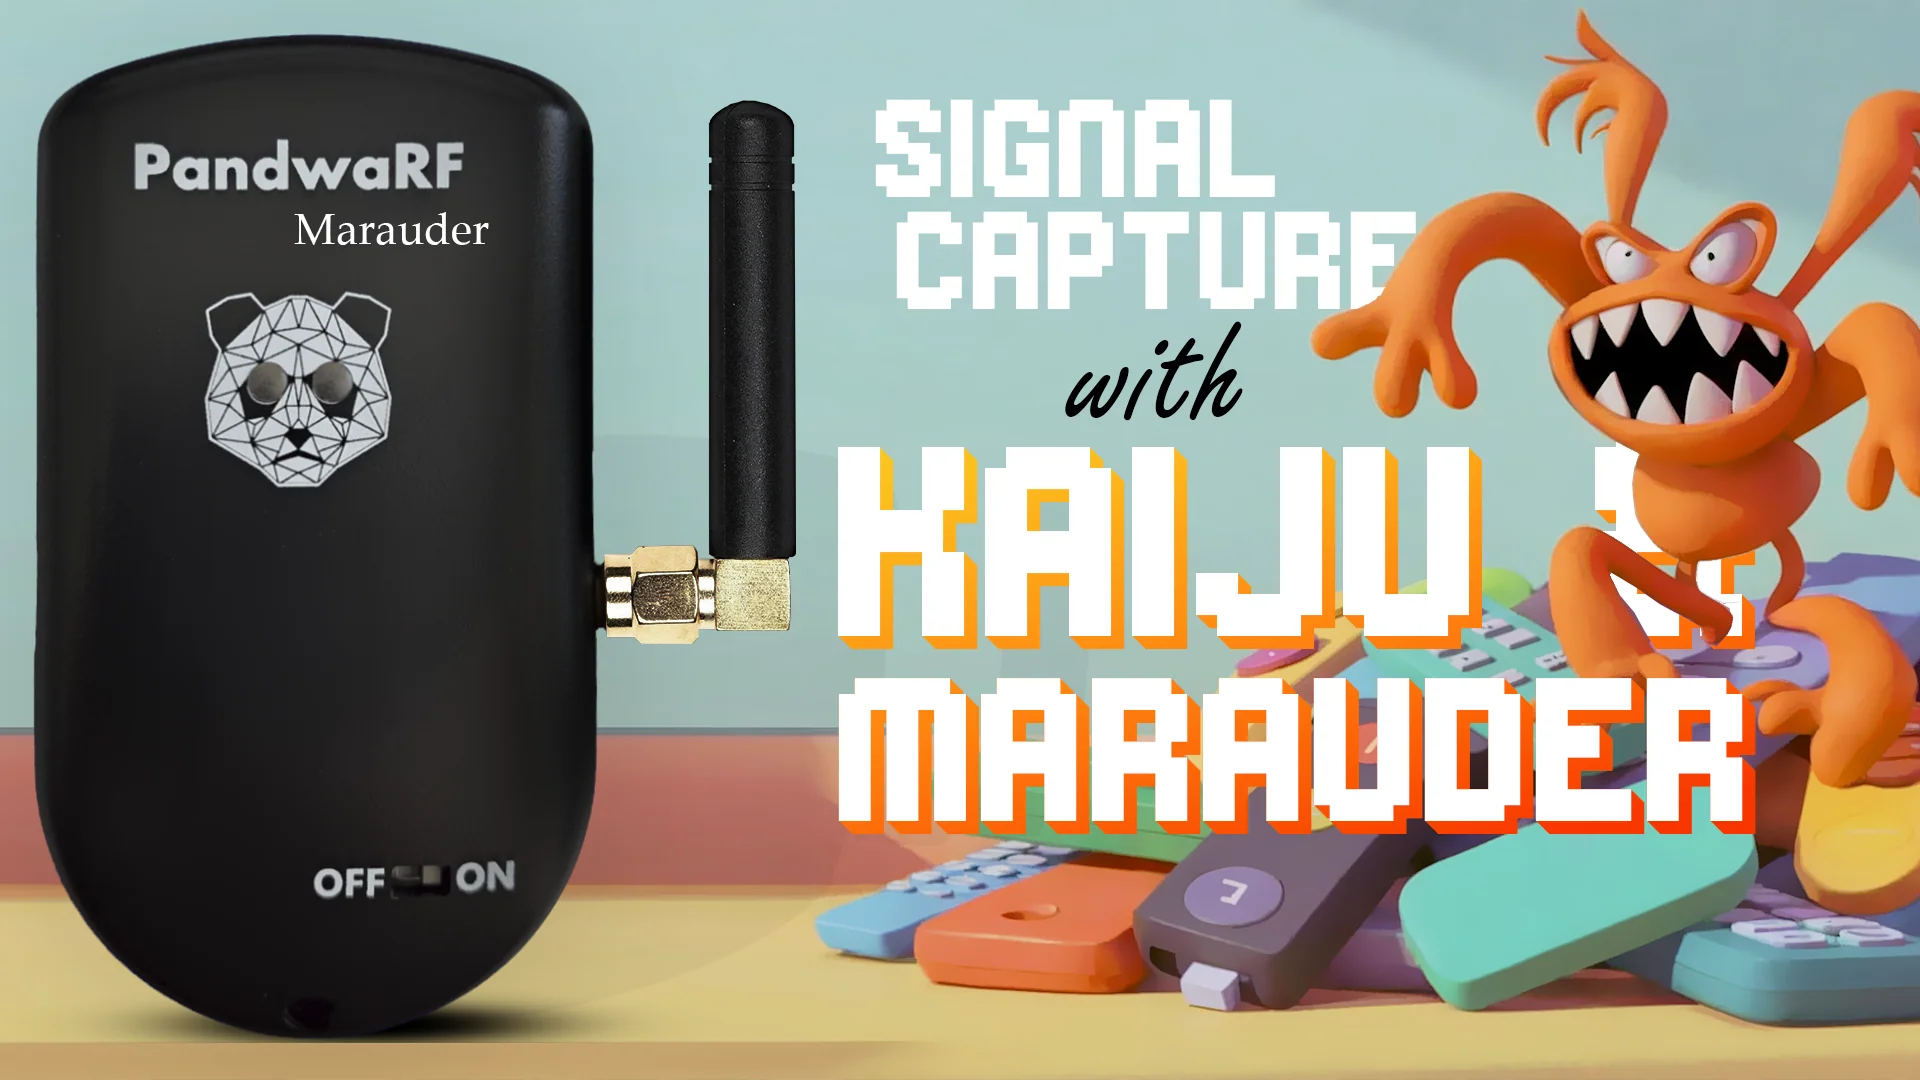 PandwaRF
Marauder
OFF ON
SIGNAL
CAPTURE
with
KAIJU &
MARAUDER